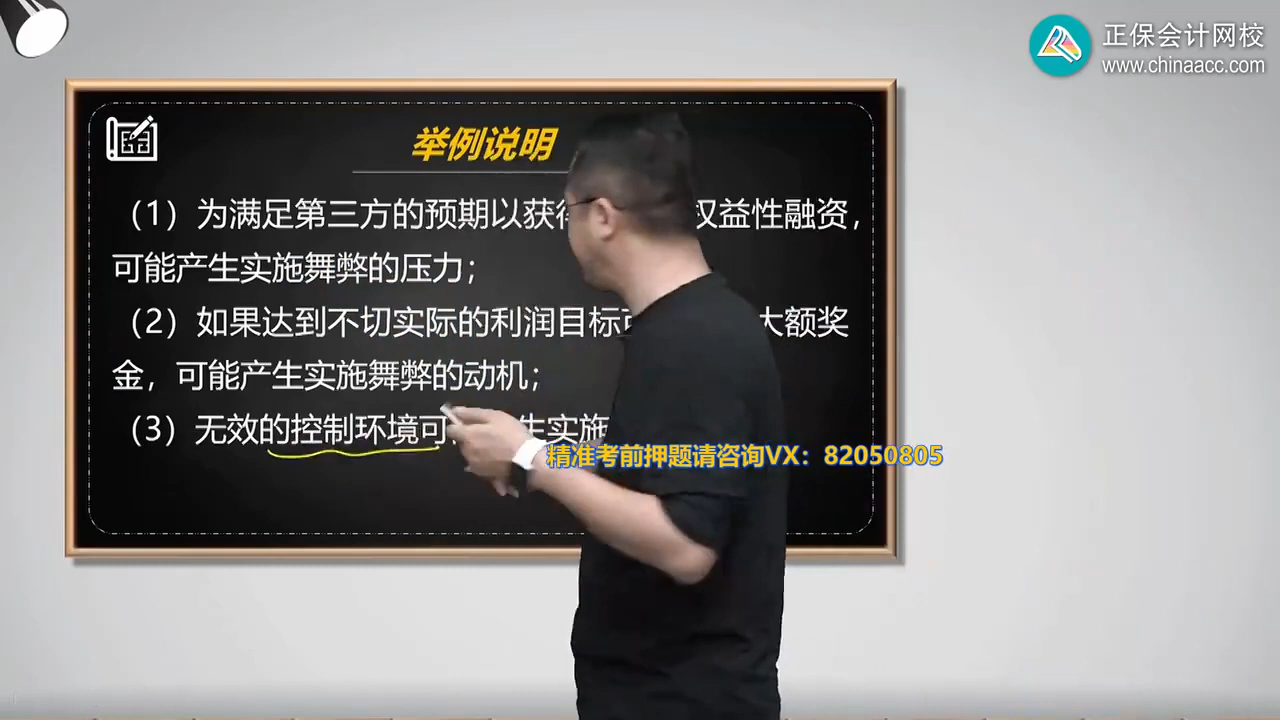 正保会计网校
www.chinaacc.com
举例说明
（1）为满足第三方的预期以获 权益性融资，
可能产生实施舞弊的压力；
（2）如果达到不切实际的利润目标 大额奖
金，可能产生实施舞弊的动机；
（3）无效的控制环境可 生实施
精准考前押题请咨询VX：82050805